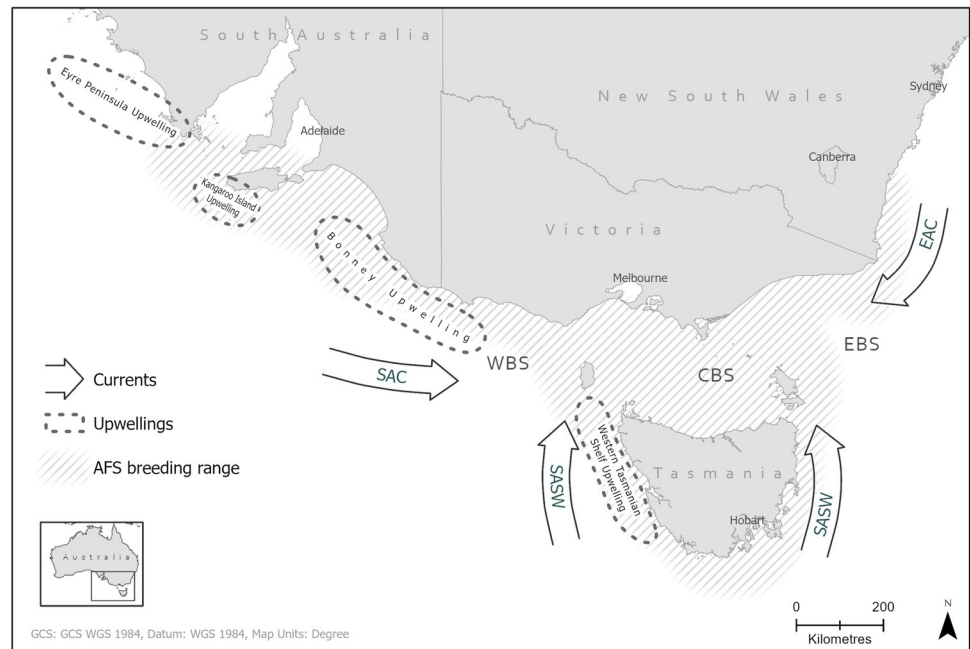 South Australia
Eyre Peninsula Upwelling
Adelaide
Kangaroo Island
Upwelling
Bonney Upwelling
New South Wales
Sydney
Canberra
Victoria
Melbourne
EAC
WBS
CBS
EBS
SAC
SASW
Western Tasmanian
Shelf Upwelling
Tasmania
Hobart
SASW
Currents
Upwellings
AFS breeding range
Australia
GCS: GCS WGS 1984, Datum: WGS 1984, Map Units: Degree
0 200
Kilometres
N